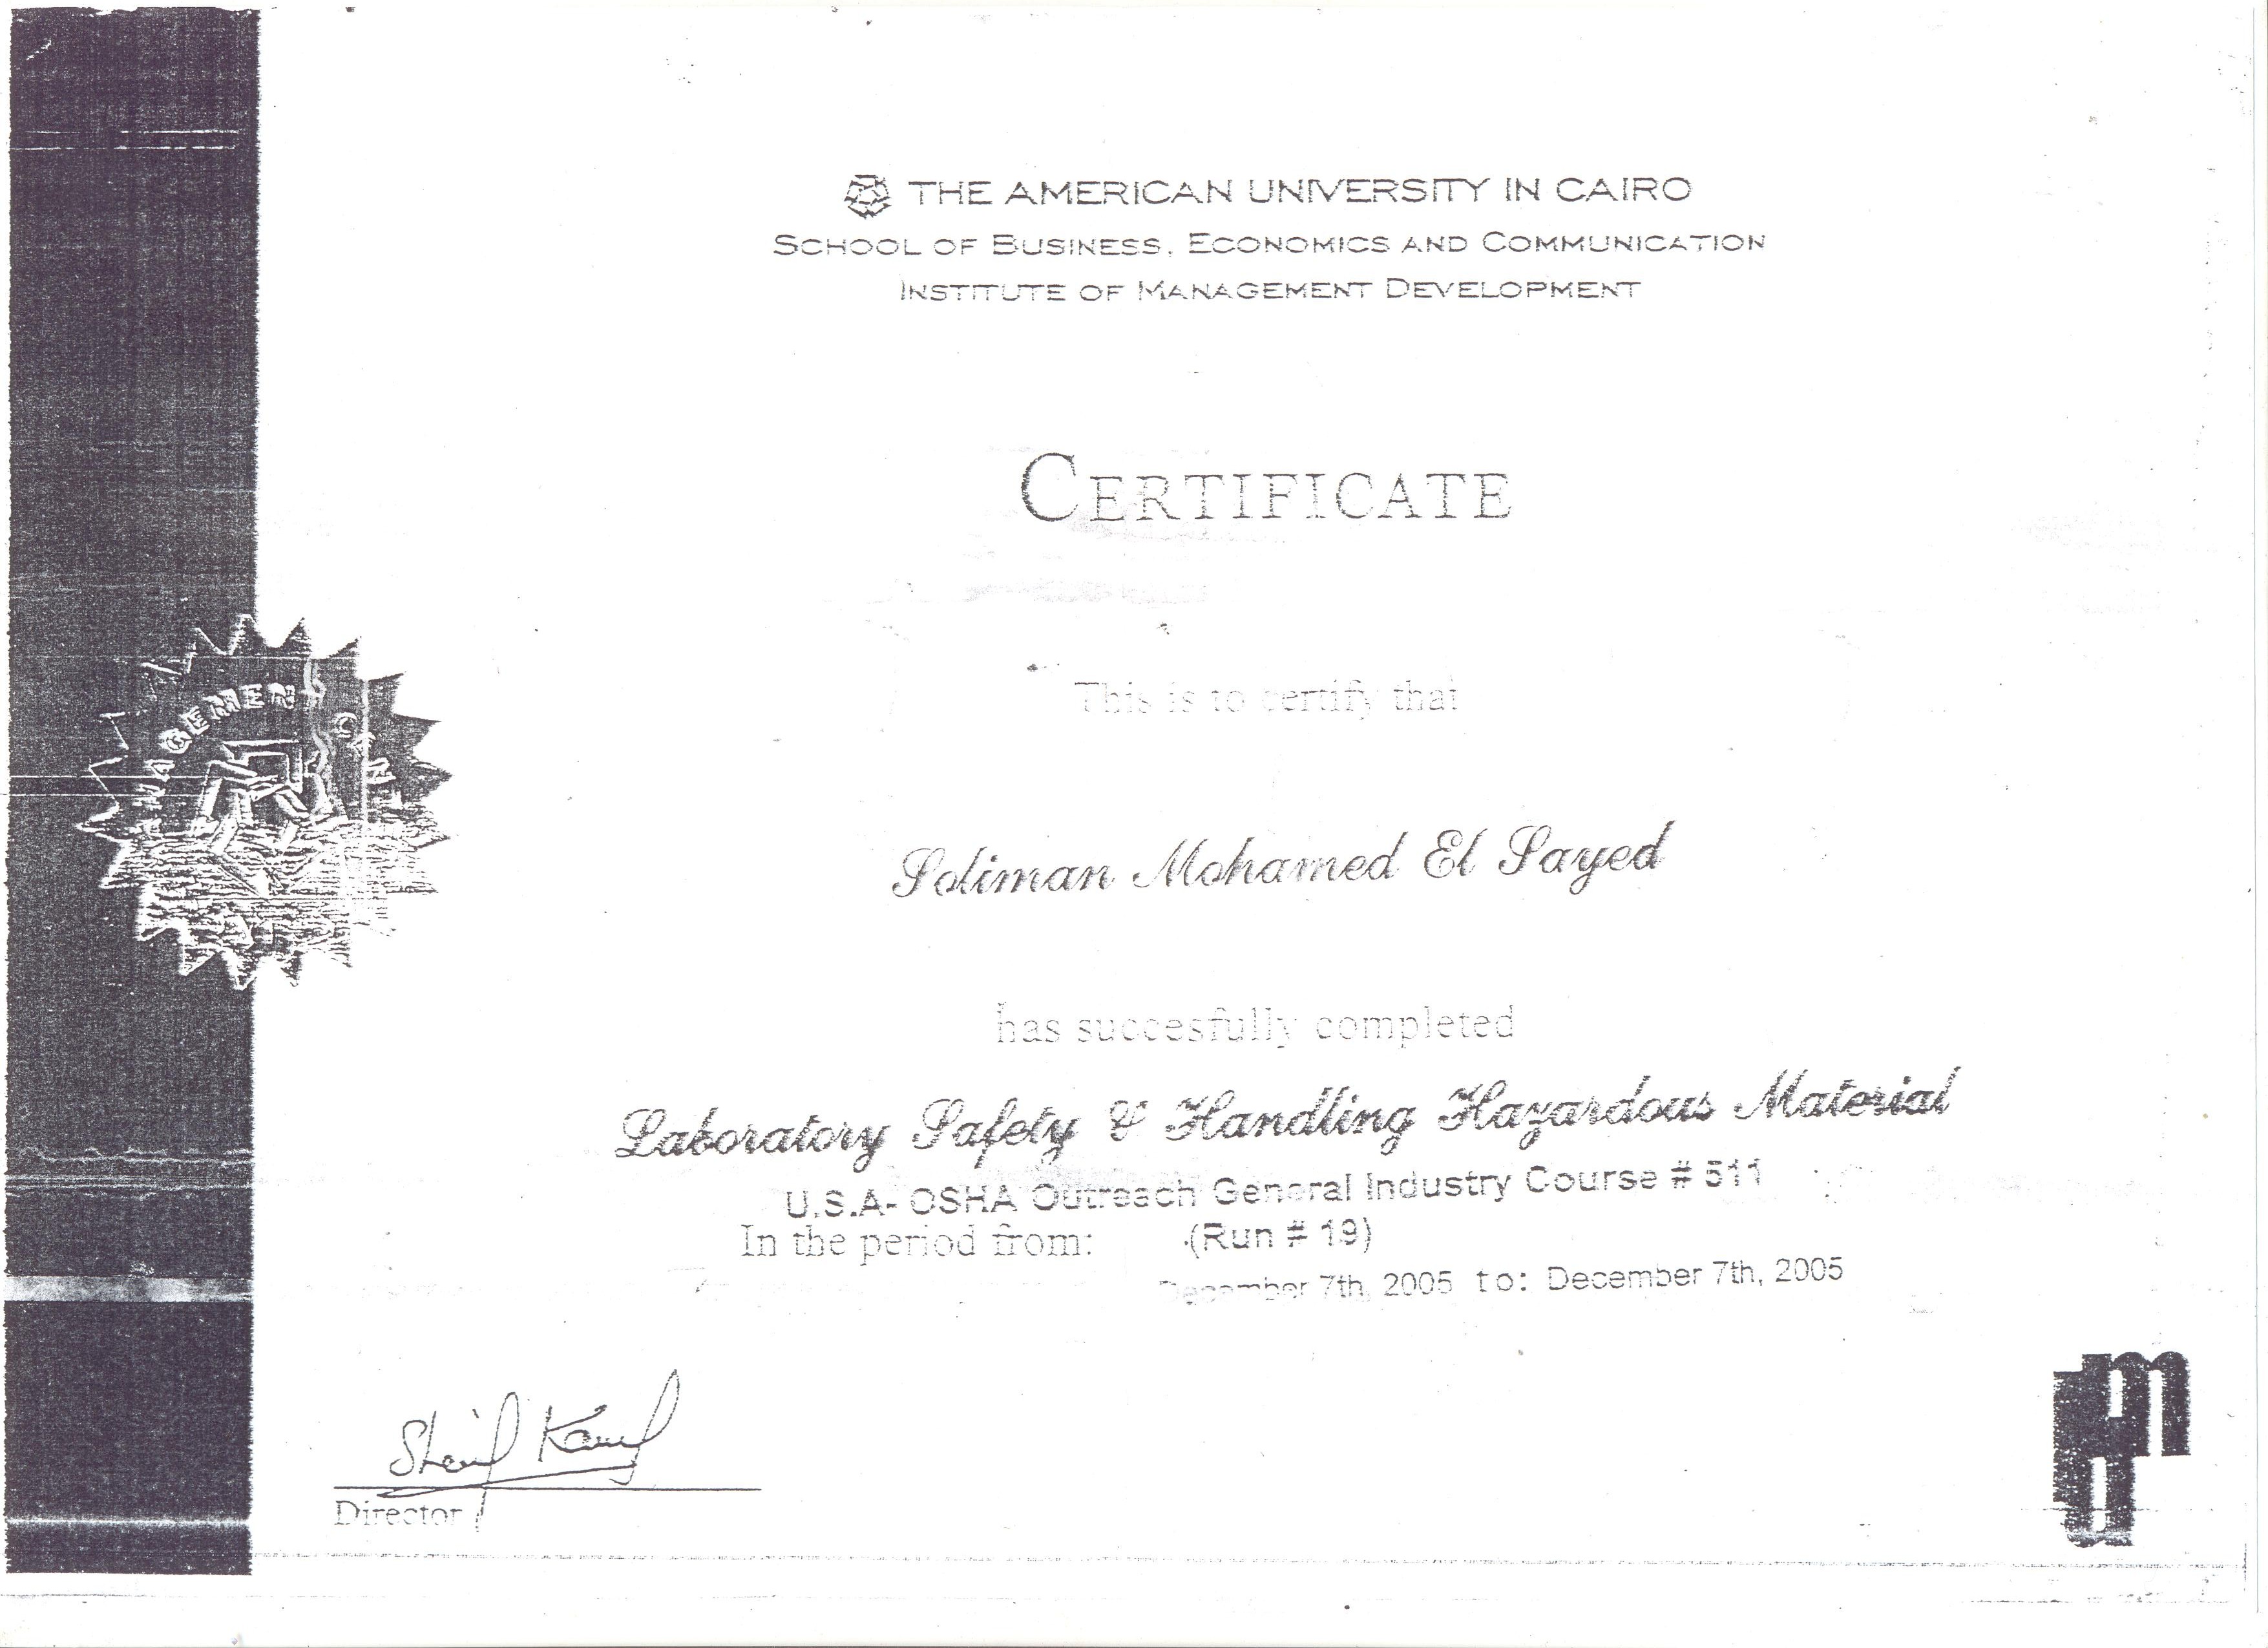 THE AMERICAN UNIVERSITY IN CAIRO
SCHOOL OF BUSINESS, ECONOMICS AND COMMUNICATION
INSTITUTE OF MANAGEMENT DEVELOPMENT
CERTIFICATE
This is to certify that
Soliman Mohamed El Sayed
has succesfully completed
Laboratory Safety & Handling Hazardous Material
U.S.A- OSHA Outreach General Industry Course # 511
In the period from: (Run # 19)
December 7th, 2005 to: December 7th, 2005
Sherif Kamel
Director